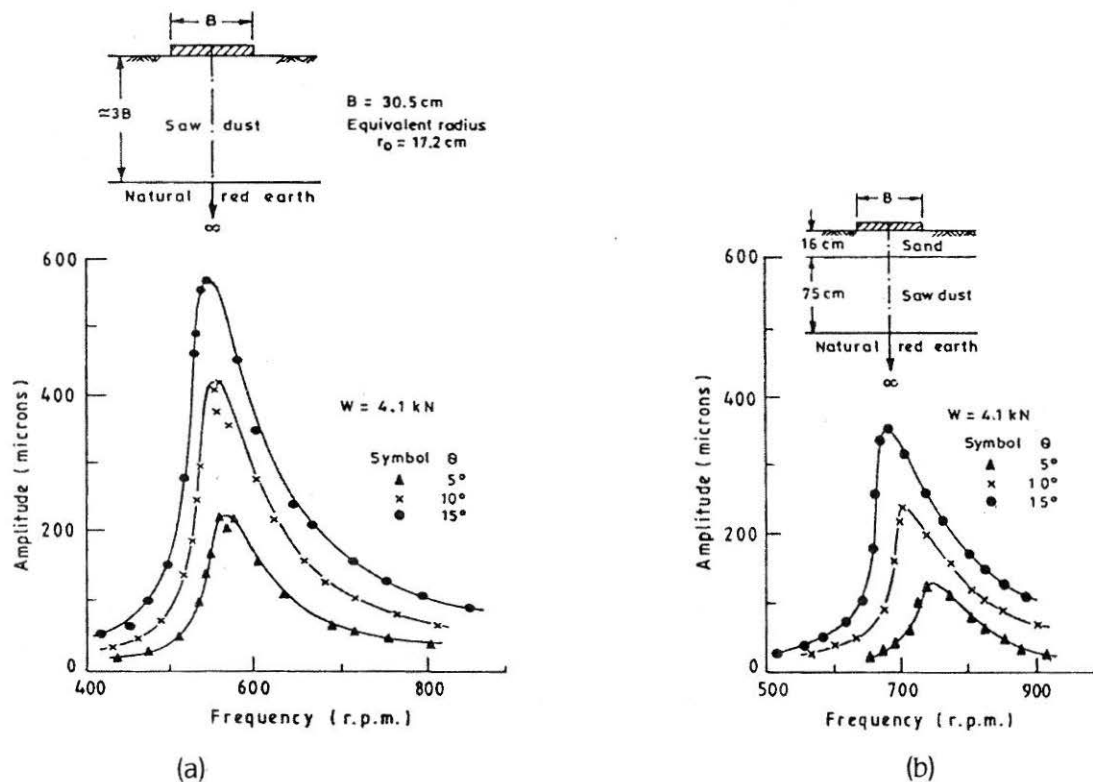 B
≈3B
Saw dust
B = 30.5 cm
Equivalent radius
r₀ = 17.2 cm
Natural red earth
∞
600
400
200
0
Amplitude (microns)
W = 4.1 kN
Symbol θ
▲ 5°
× 10°
● 15°
400 600 800
Frequency (r.p.m.)
(a)
B
16 cm
Sand
75 cm
Saw dust
Natural red earth
∞
600
400
200
0
Amplitude (microns)
W = 4.1 kN
Symbol θ
▲ 5°
× 10°
● 15°
500 700 900
Frequency (r.p.m.)
(b)